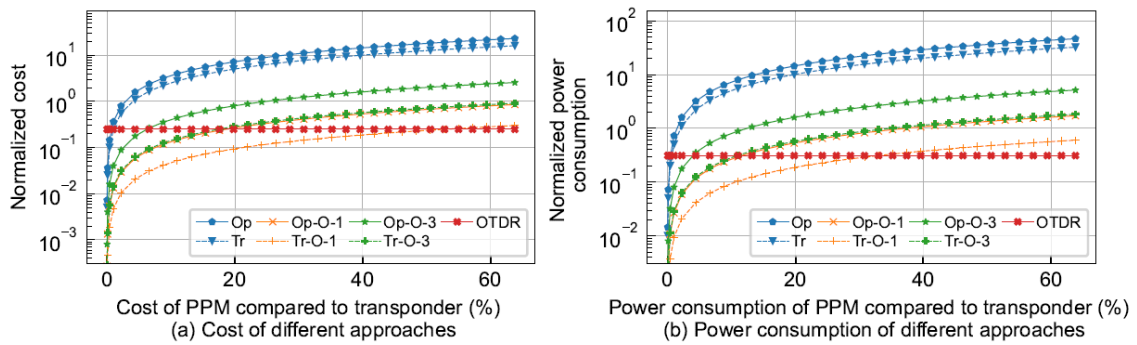 Normalized cost
10^1
10^0
10^-1
10^-2
10^-3
Op
Op-O-1
Op-O-3
OTDR
Tr
Tr-O-1
Tr-O-3
0
20
40
60
Cost of PPM compared to transponder (%)
(a) Cost of different approaches
Normalized power
consumption
10^2
10^1
10^0
10^-1
10^-2
Op
Op-O-1
Op-O-3
OTDR
Tr
Tr-O-1
Tr-O-3
0
20
40
60
Power consumption of PPM compared to transponder (%)
(b) Power consumption of different approaches